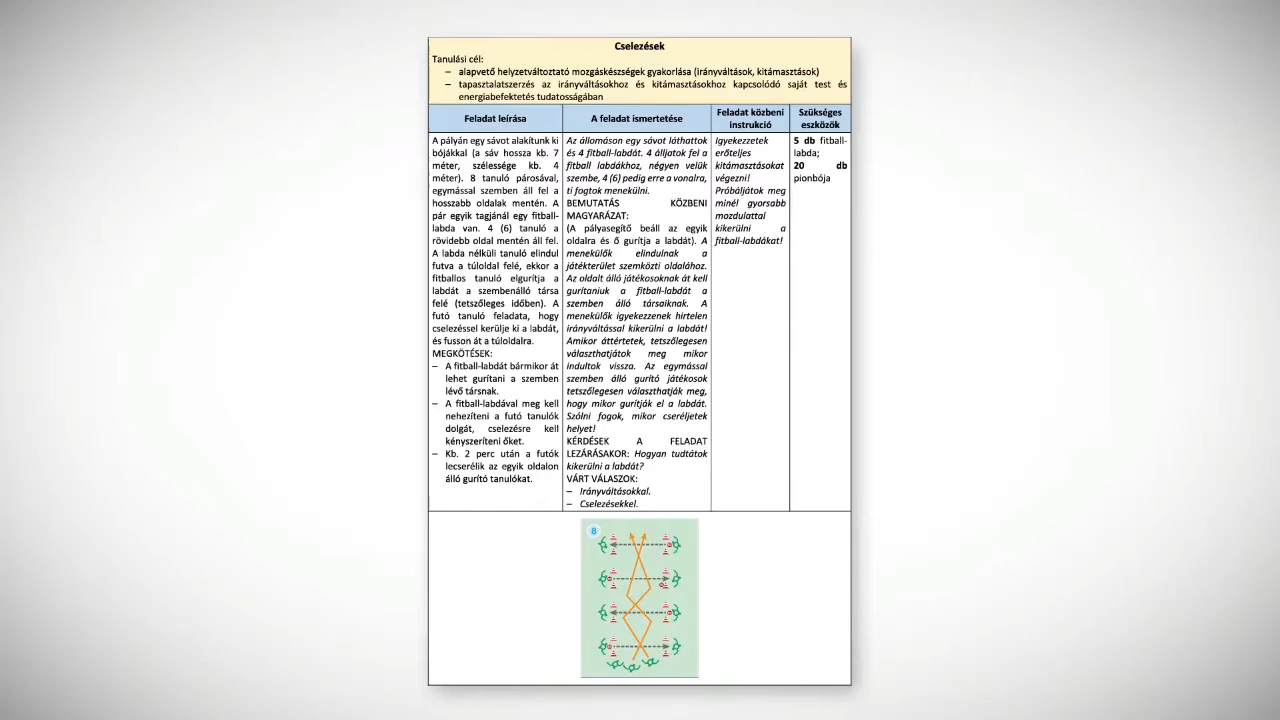 Cselezések
Tanulási cél:
– alapvető helyzetváltoztató mozgáskészségek gyakorlása (irányváltások, kitámasztások)
– tapasztalatszerzés az irányváltásokhoz és kitámasztásokhoz kapcsolódó saját test és
energiabefektetés tudatosságában
Feladat leírása
A feladat ismertetése
Feladat közbeni
instrukció
Szükséges
eszközök
A pályán egy sávot alakítunk ki
bójákkal (a sáv hossza kb. 7
méter, szélessége kb. 4
méter). 8 tanuló párosával,
egymással szemben áll fel a
hosszabb oldalak mentén. A
pár egyik tagjánál egy fitball-
labda van. 4 (6) tanuló a
rövidebb oldal mentén áll fel.
A labda nélküli tanuló elindul
futva a túloldal felé, ekkor a
fitballos tanuló elgurítja a
labdát a szembenálló társa
felé (tetszőleges időben). A
futó tanuló feladata, hogy
cselezéssel kerülje ki a labdát,
és fusson át a túloldalra.
MEGKÖTÉSEK:
– A fitball-labdát bármikor át
lehet gurítani a szemben
lévő társnak.
– A fitball-labdával meg kell
nehezíteni a futó tanulók
dolgát, cselezésre kell
kényszeríteni őket.
– Kb. 2 perc után a futók
lecserélik az egyik oldalon
álló gurító tanulókat.
Az állomáson egy sávot láthattok
és 4 fitball-labdát. 4 álljatok fel a
fitball labdákhoz, négyen velük
szembe, 4 (6) pedig erre a vonalra,
ti fogtok menekülni.
BEMUTATÁS KÖZBENI
MAGYARÁZAT:
(A pályasegítő beáll az egyik
oldalra és ő gurítja a labdát). A
menekülők elindulnak a
játékterület szemközti oldalához.
Az oldalt álló játékosoknak át kell
gurítaniuk a fitball-labdát a
szemben álló társaiknak. A
menekülők igyekezzenek hirtelen
irányváltással kikerülni a labdát!
Amikor áttértetek, tetszőlegesen
választhatjátok meg mikor
indultok vissza. Az egymással
szemben álló gurító játékosok
tetszőlegesen választhatják meg,
hogy mikor gurítják el a labdát.
Szólni fogok, mikor cseréljetek
helyet!
KÉRDÉSEK A FELADAT
LEZÁRÁSAKOR: Hogyan tudtátok
kikerülni a labdát?
VÁRT VÁLASZOK:
– Irányváltásokkal.
– Cselezésekkel.
Igyekezzetek
erőteljes
kitámasztásokat
végezni!
Próbáljátok meg
minél gyorsabb
mozdulattal
kikerülni a
fitball-labdákat!
5 db fitball-
labda;
20 db
pionbója
8